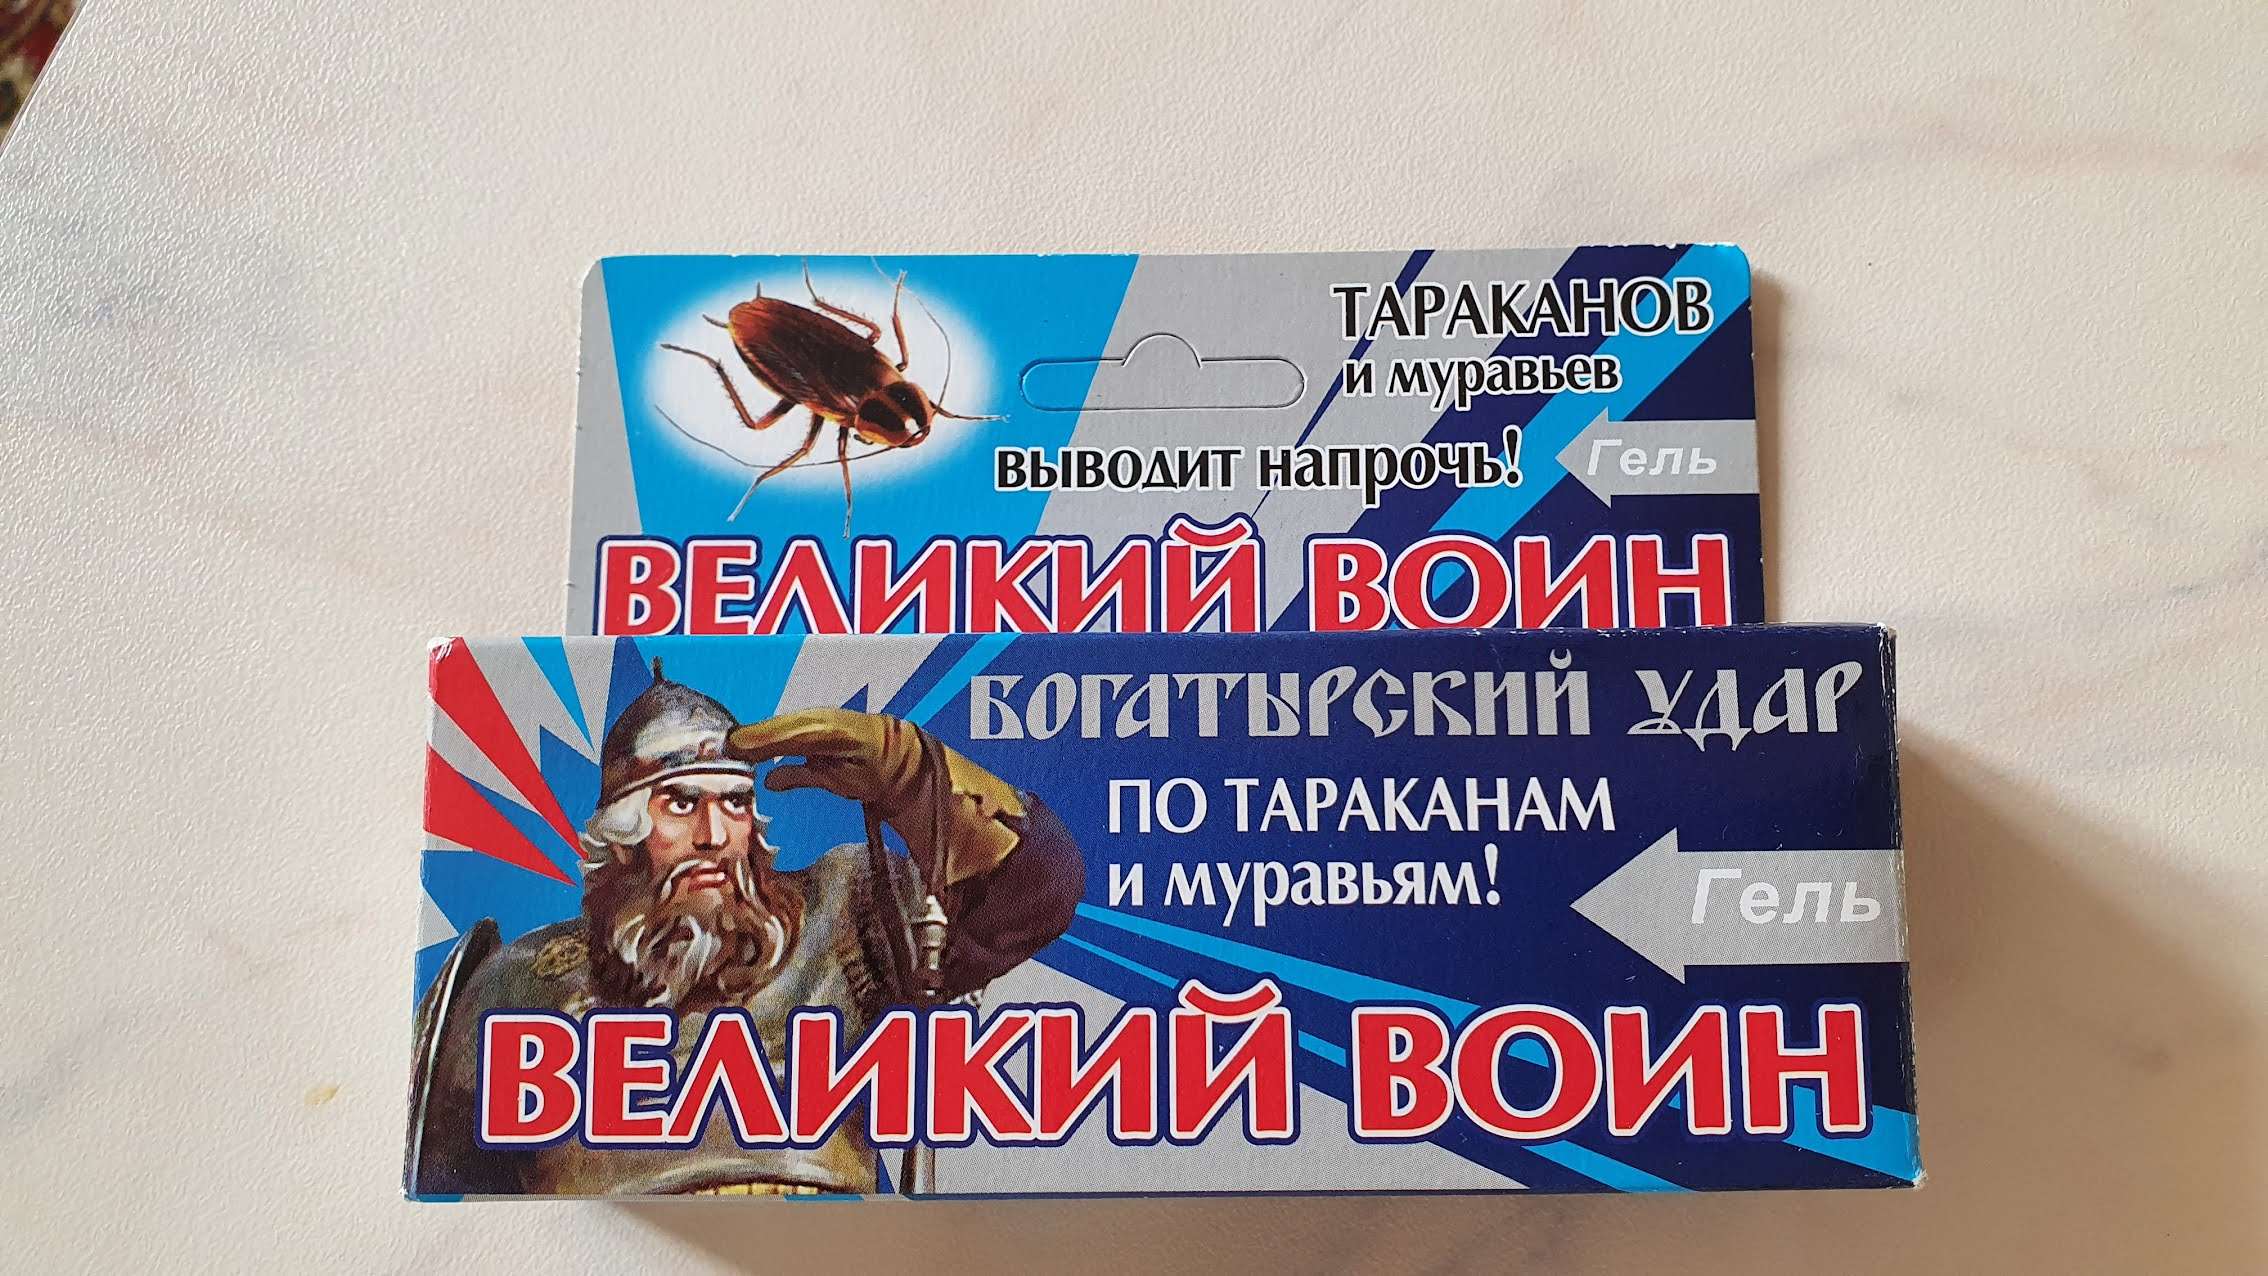 ТАРАКАНОВ
и муравьев
выводит напрочь!
Гель
ВЕЛИКИЙ ВОИН
БОГАТЫРСКИЙ УДАР
ПО ТАРАКАНАМ
и муравьям!
Гель
ВЕЛИКИЙ ВОИН